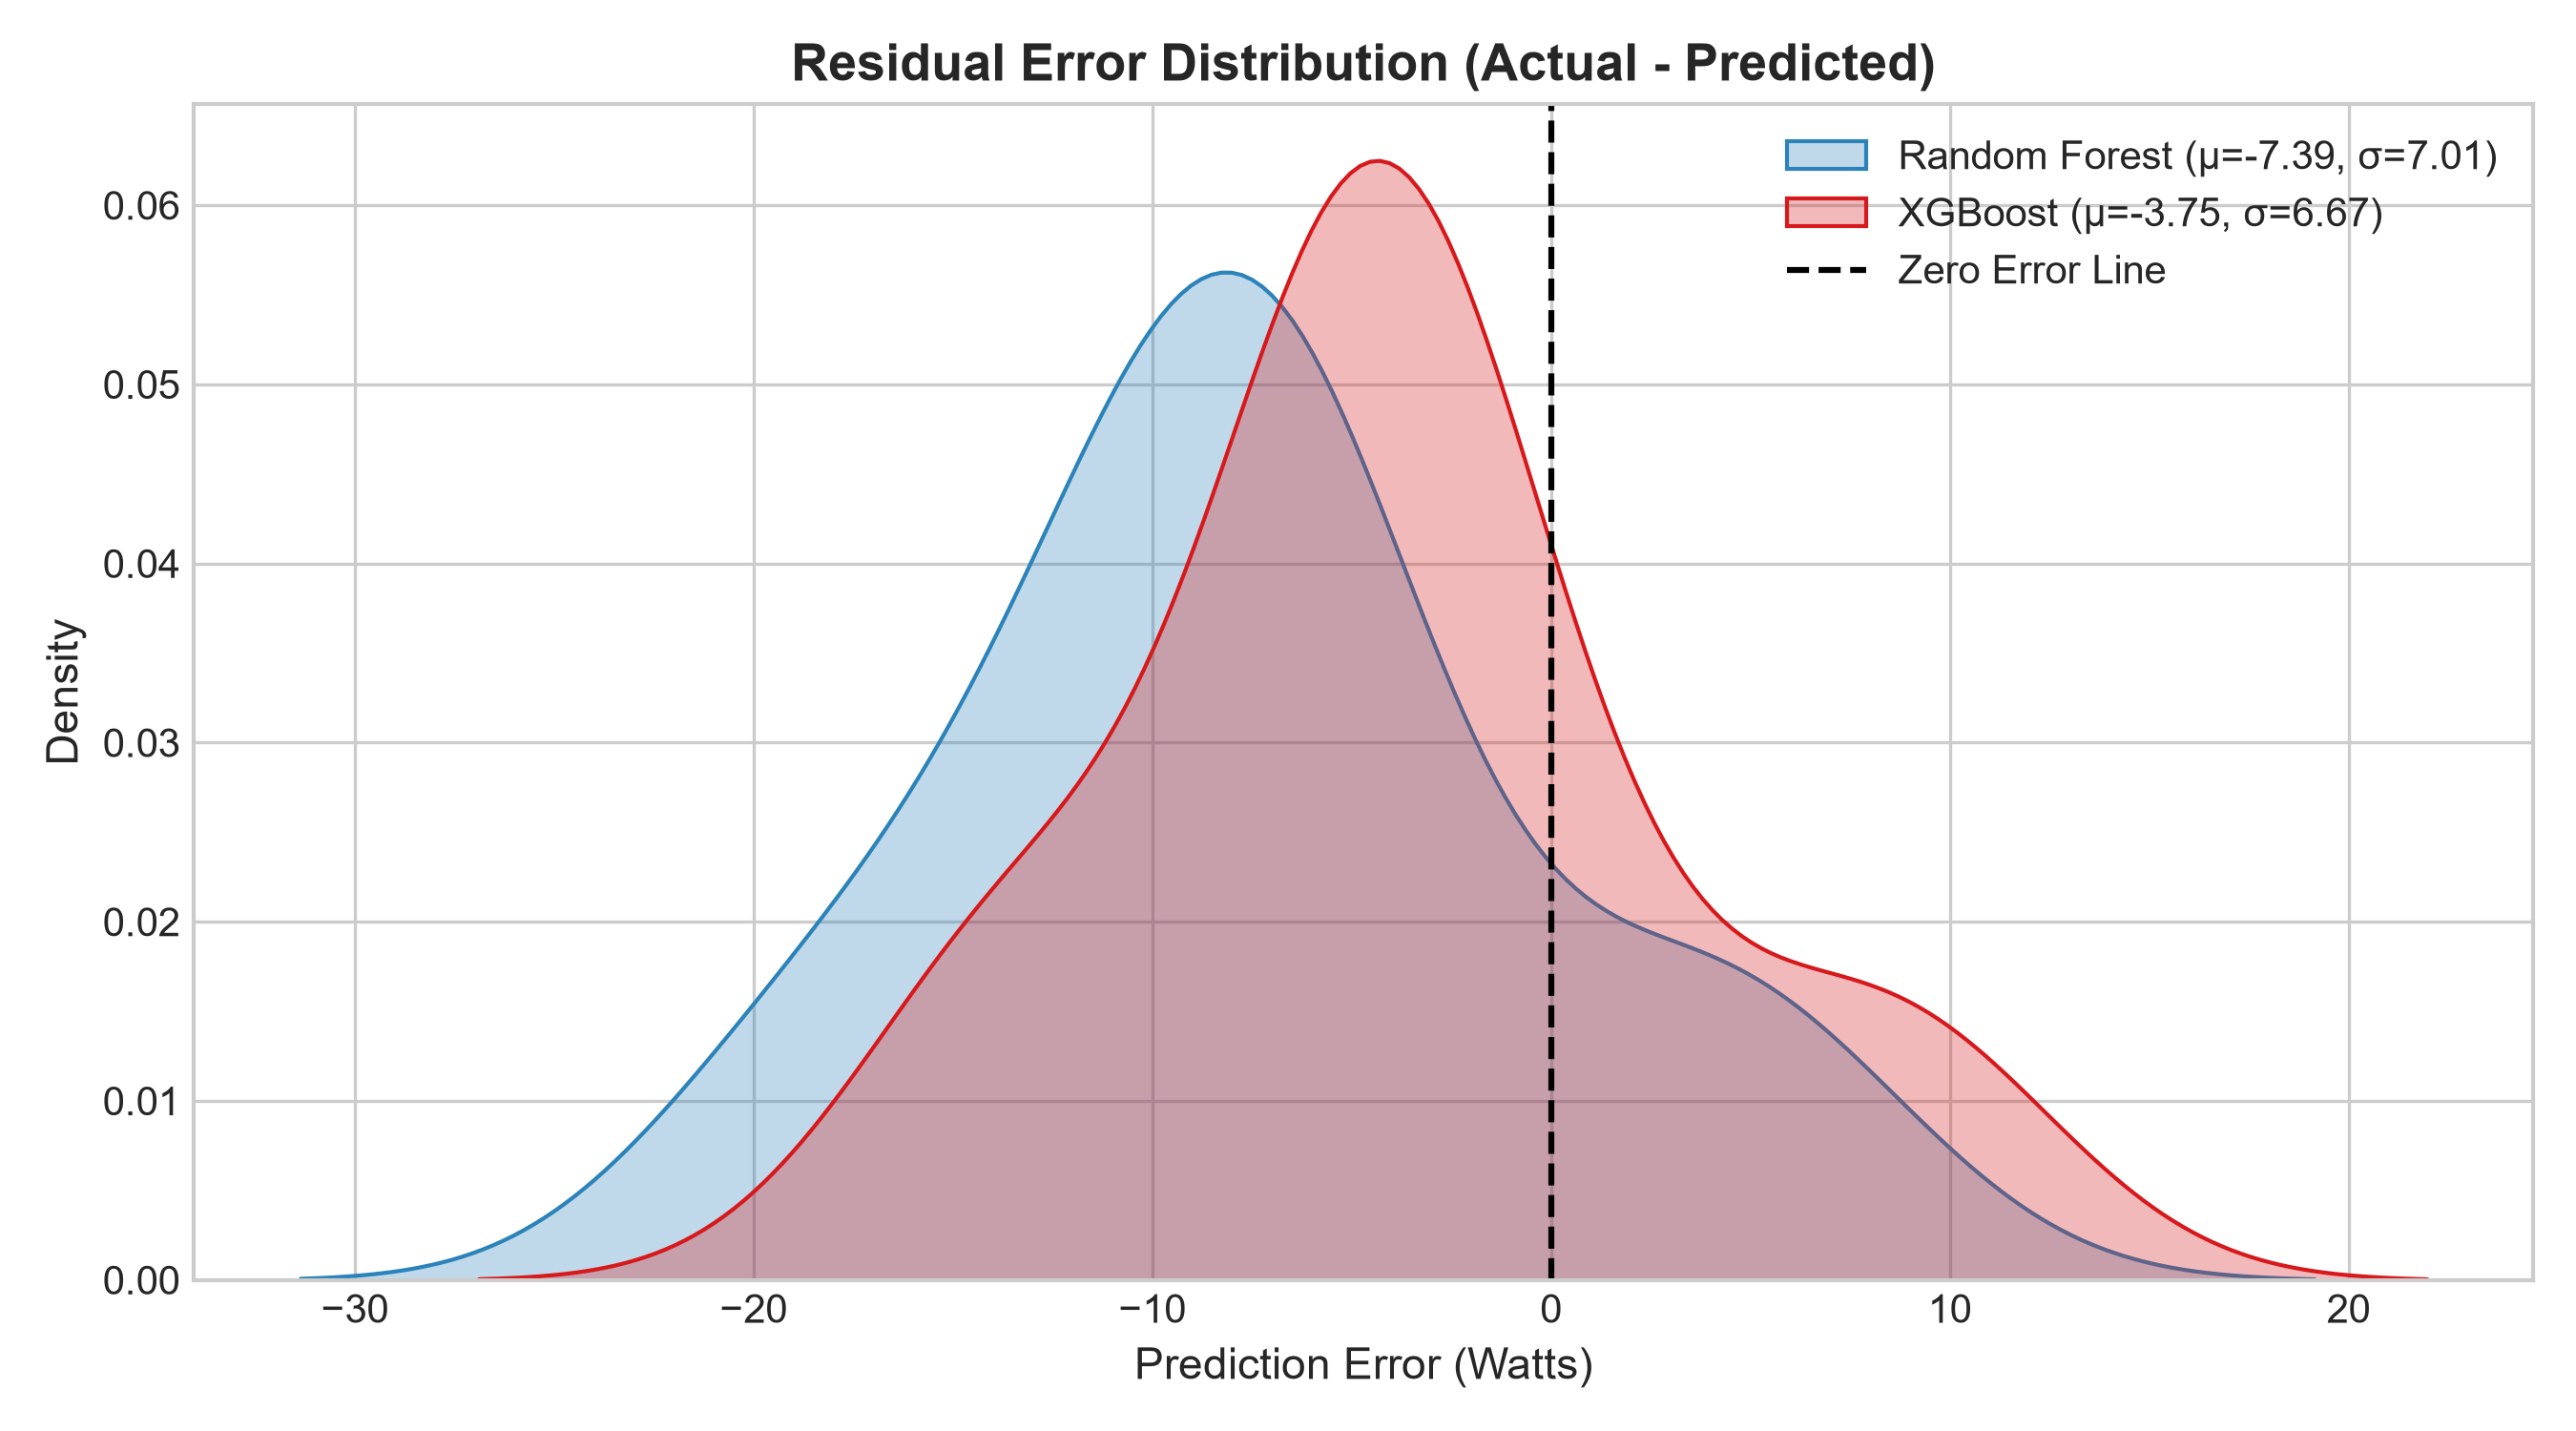 Residual Error Distribution (Actual - Predicted)
Random Forest (μ=-7.39, σ=7.01)
XGBoost (μ=-3.75, σ=6.67)
Zero Error Line
Density
0.06
0.05
0.04
0.03
0.02
0.01
0.00
−30
−20
−10
0
10
20
Prediction Error (Watts)